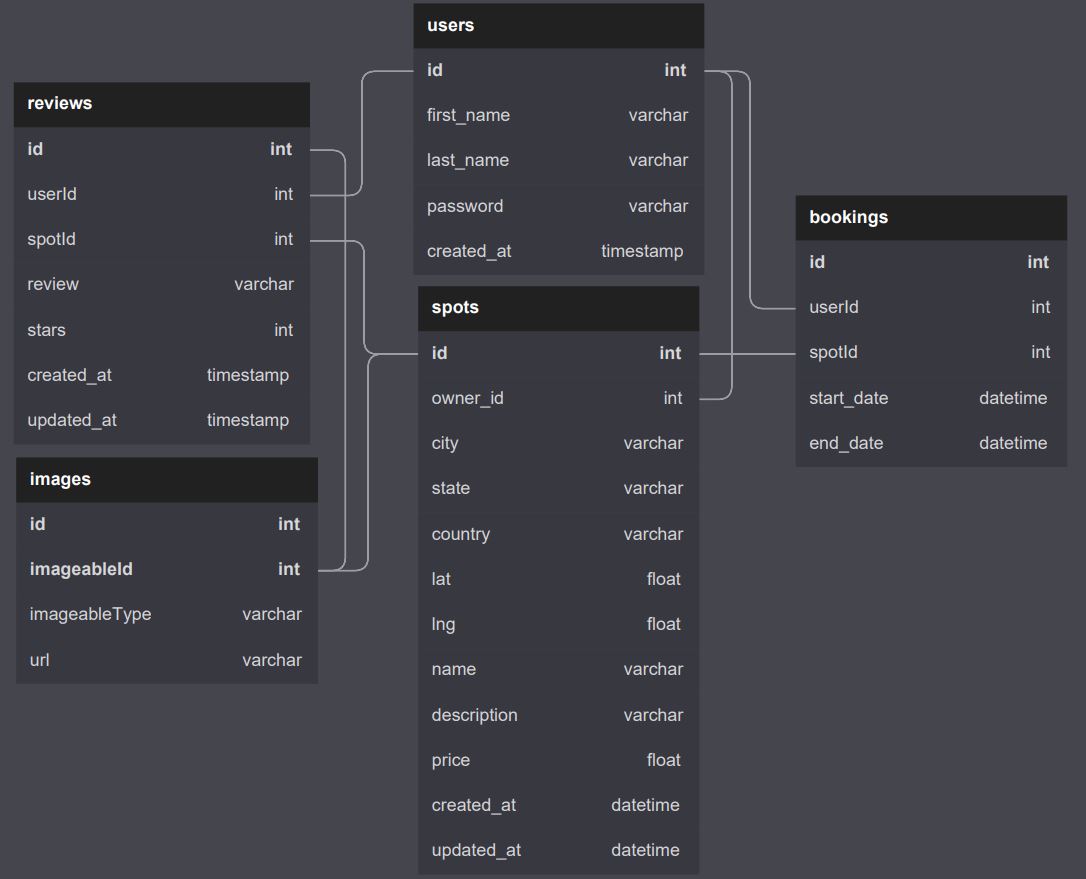 users
id int
first_name varchar
last_name varchar
password varchar
created_at timestamp
reviews
id int
userId int
spotId int
review varchar
stars int
created_at timestamp
updated_at timestamp
bookings
id int
userId int
spotId int
start_date datetime
end_date datetime
spots
id int
owner_id int
city varchar
state varchar
country varchar
lat float
lng float
name varchar
description varchar
price float
created_at datetime
updated_at datetime
images
id int
imageableId int
imageableType varchar
url varchar